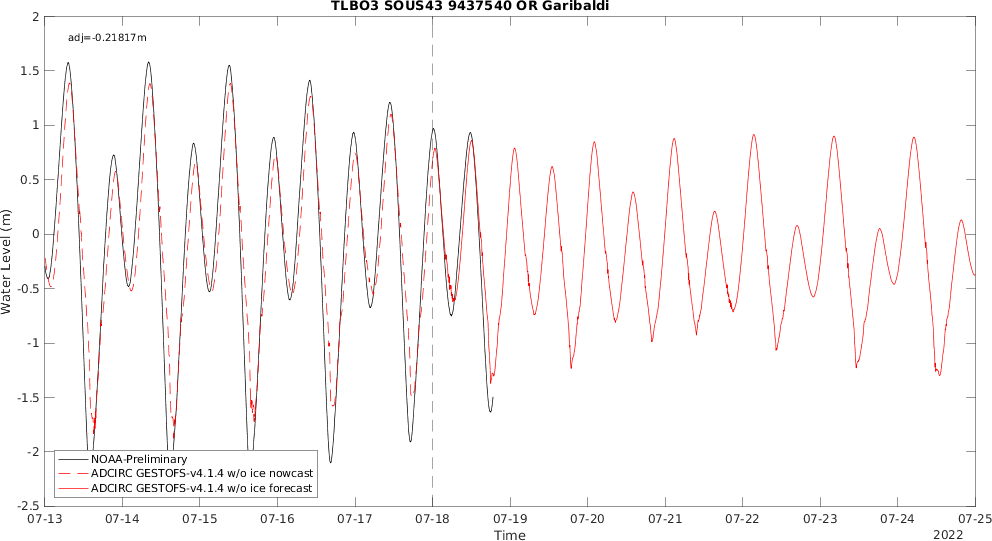 TLBO3 SOUS43 9437540 OR Garibaldi
adj=-0.21817m
Water Level (m)
2
1.5
1
0.5
0
-0.5
-1
-1.5
-2
-2.5
NOAA-Preliminary
ADCIRC GESTOFS-v4.1.4 w/o ice nowcast
ADCIRC GESTOFS-v4.1.4 w/o ice forecast
07-13 07-14 07-15 07-16 07-17 07-18 07-19 07-20 07-21 07-22 07-23 07-24 07-25
Time
2022